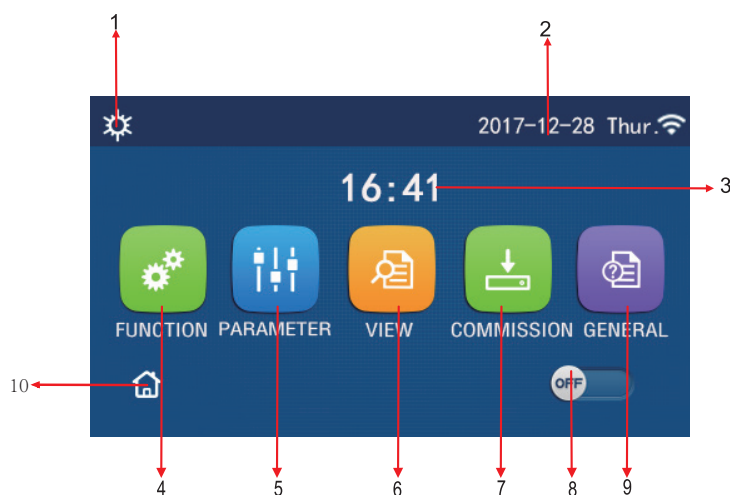 1
2
2017-12-28 Thur.
16:41
3
FUNCTION PARAMETER VIEW COMMISSION GENERAL
10
OFF
4 5 6 7 8 9